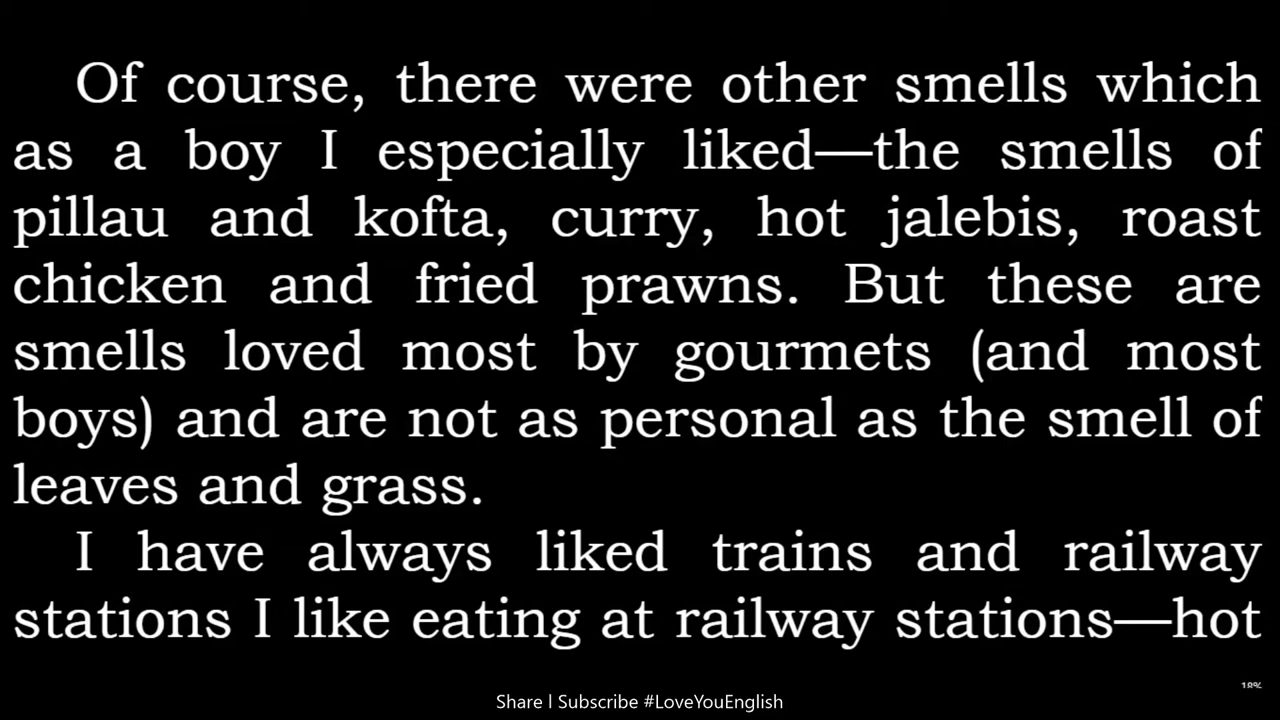 Of course, there were other smells which
as a boy I especially liked—the smells of
pillau and kofta, curry, hot jalebis, roast
chicken and fried prawns. But these are
smells loved most by gourmets (and most
boys) and are not as personal as the smell of
leaves and grass.
I have always liked trains and railway
stations I like eating at railway stations—hot
18%
Share | Subscribe #LoveYouEnglish